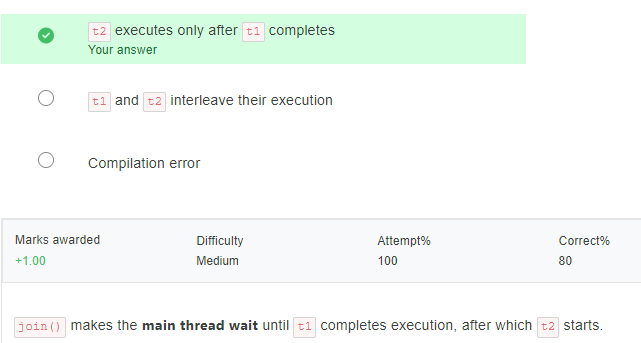 t2 executes only after t1 completes
Your answer
t1 and t2 interleave their execution
Compilation error
Marks awarded Difficulty Attempt% Correct%
+1.00 Medium 100 80
join() makes the main thread wait until t1 completes execution, after which t2 starts.